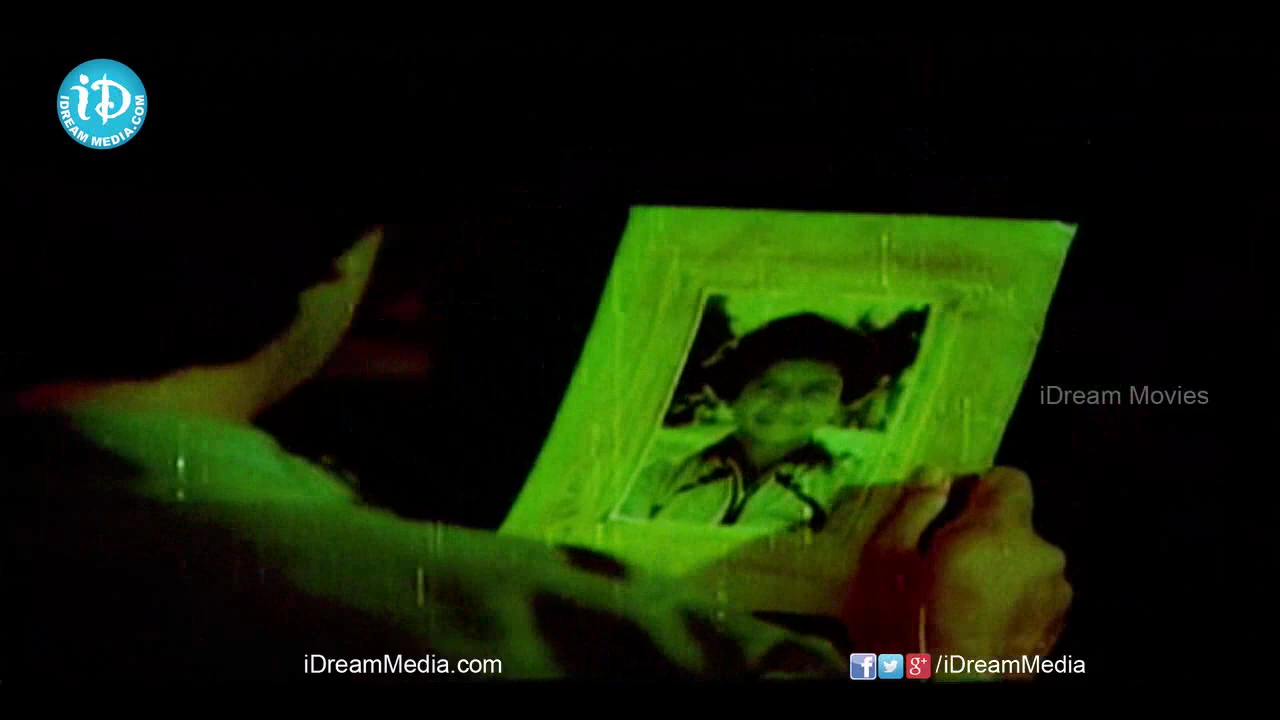 iD
IDREAM MEDIA.COM
iDream Movies
iDreamMedia.com
f g+ /iDreamMedia